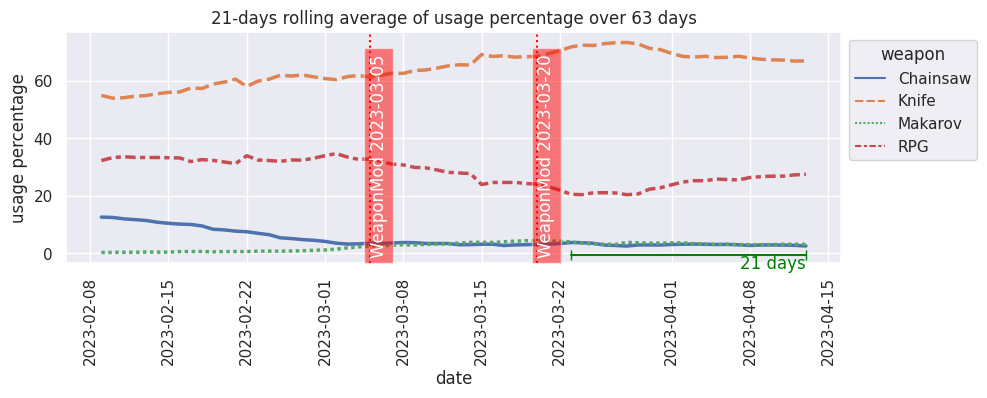 21-days rolling average of usage percentage over 63 days
usage percentage
60
40
20
0
WeaponMod 2023-03-05
WeaponMod 2023-03-20
21 days
2023-02-08
2023-02-15
2023-02-22
2023-03-01
2023-03-08
2023-03-15
2023-03-22
2023-04-01
2023-04-08
2023-04-15
date
weapon
Chainsaw
Knife
Makarov
RPG